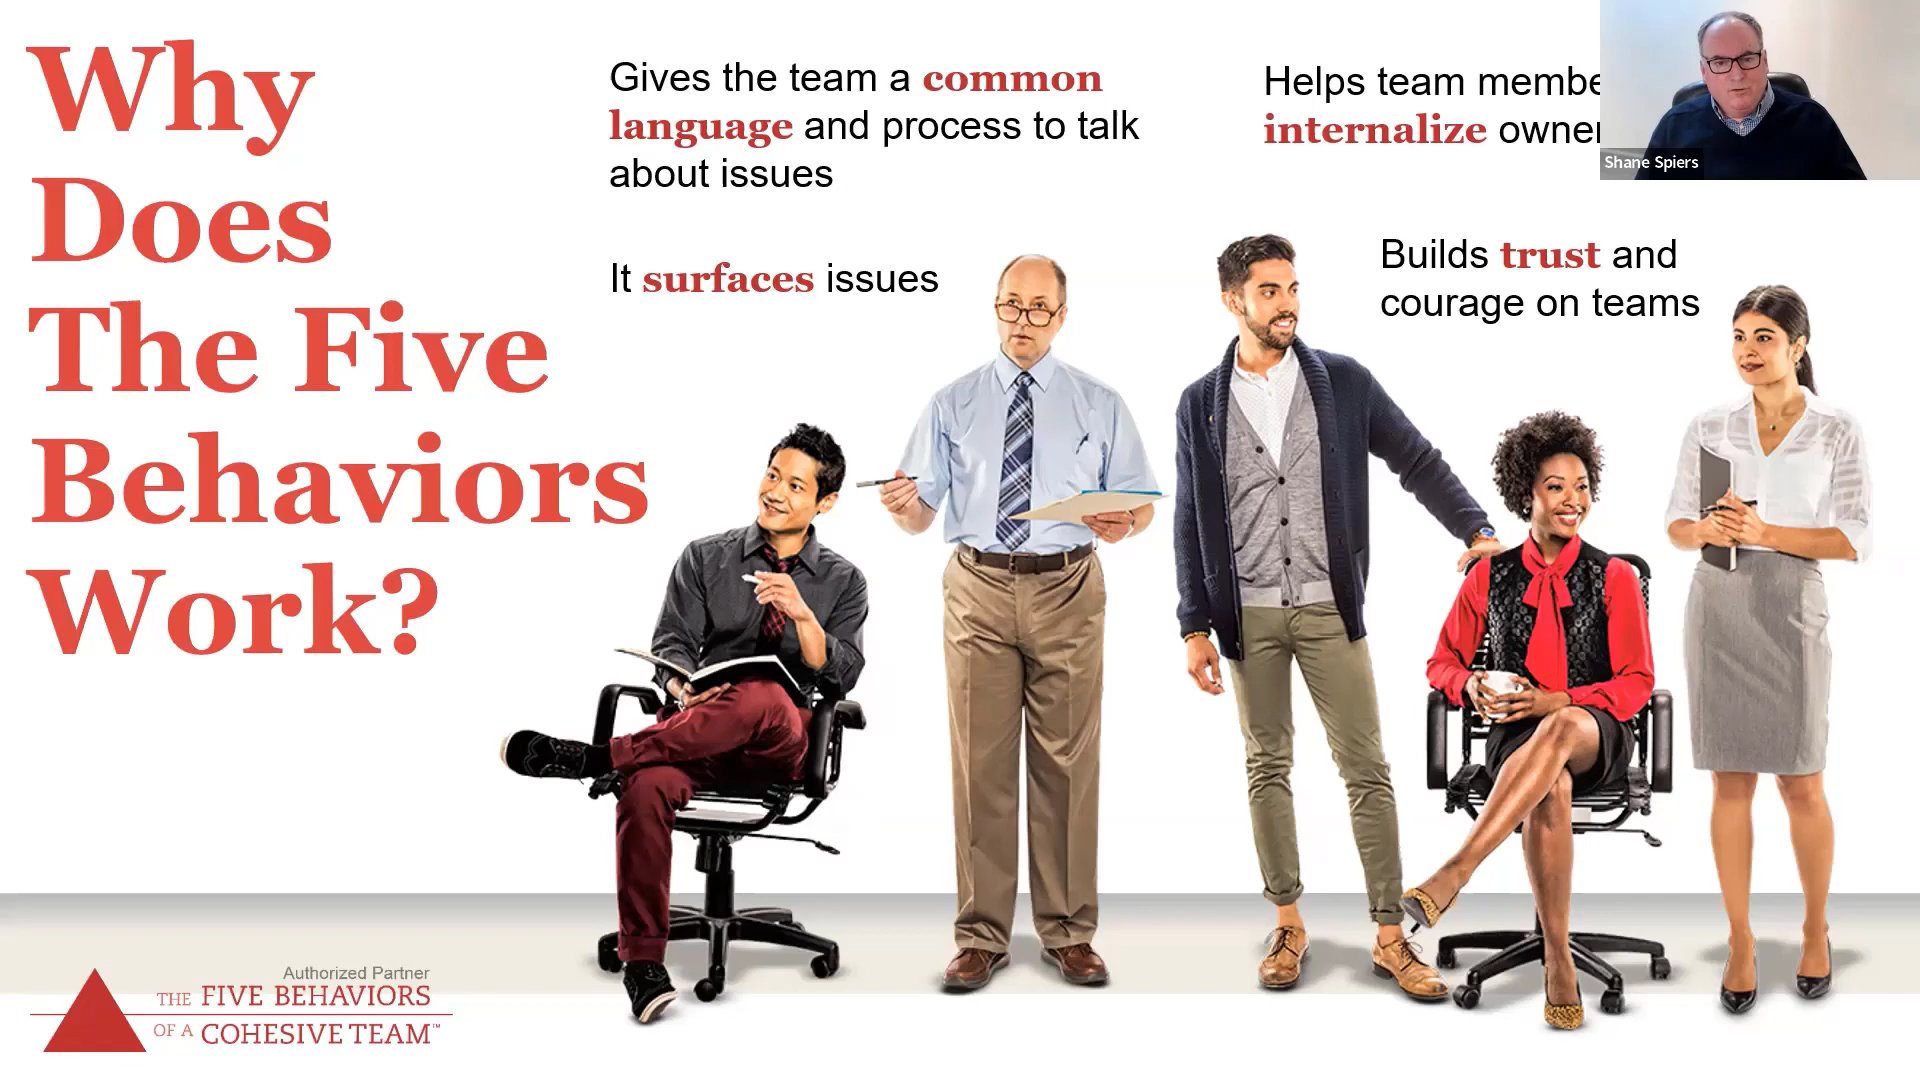 Why
Does
The Five
Behaviors
Work?
Gives the team a common
language and process to talk
about issues
It surfaces issues
Helps team
internalize
Builds trust and
courage on teams
Shane Spiers
Authorized Partner
THE FIVE BEHAVIORS
OF A COHESIVE TEAM™